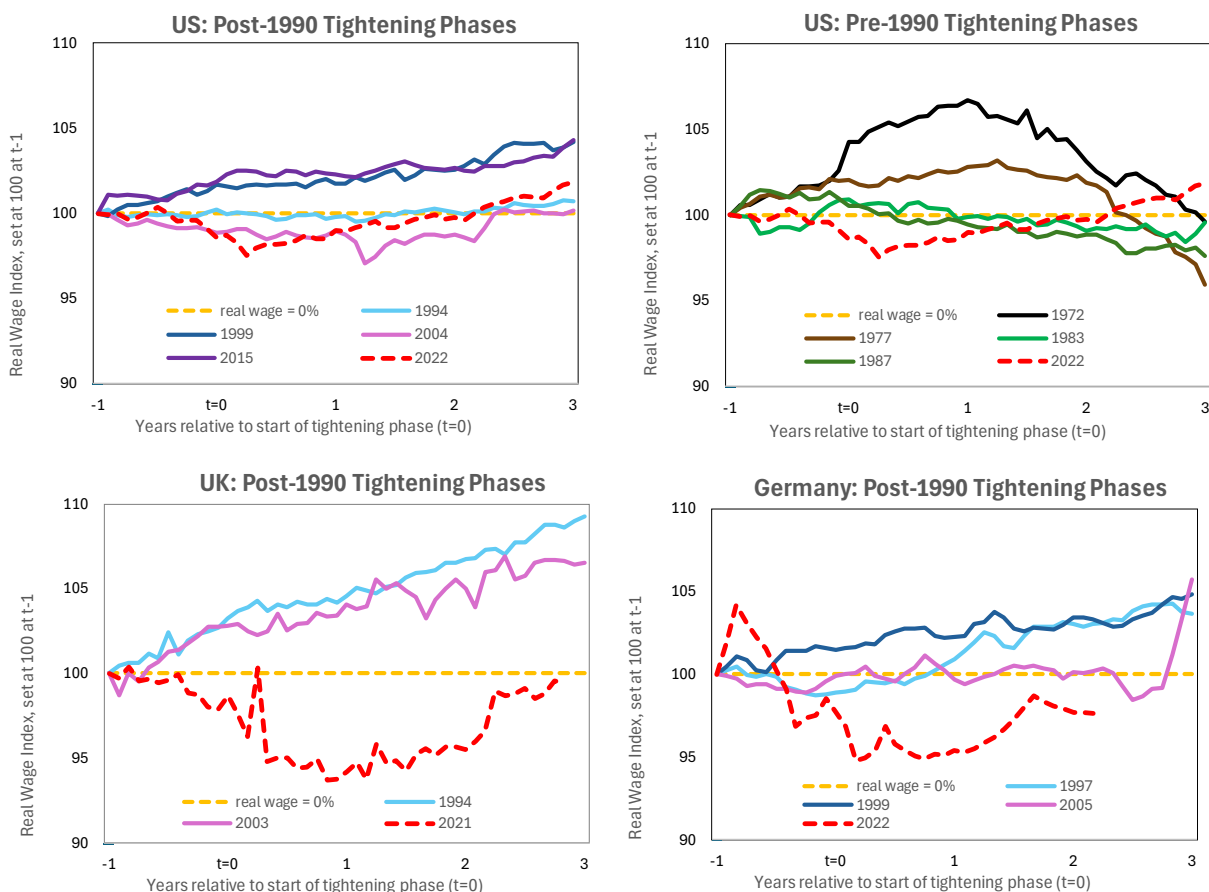 US: Post-1990 Tightening Phases
110
105
100
95
90
Real Wage Index, set at 100 at t-1
real wage = 0%
1994
1999
2004
2015
2022
-1
t=0
1
2
3
Years relative to start of tightening phase (t=0)
US: Pre-1990 Tightening Phases
110
105
100
95
90
Real Wage Index, set at 100 at t-1
real wage = 0%
1972
1977
1983
1987
2022
-1
t=0
1
2
3
Years relative to start of tightening phase (t=0)
UK: Post-1990 Tightening Phases
110
105
100
95
90
Real Wage Index, set at 100 at t-1
real wage = 0%
1994
2003
2021
-1
t=0
1
2
3
Years relative to start of tightening phase (t=0)
Germany: Post-1990 Tightening Phases
110
105
100
95
90
Real Wage Index, set at 100 at t-1
real wage = 0%
1997
1999
2005
2022
-1
t=0
1
2
3
Years relative to start of tightening phase (t=0)